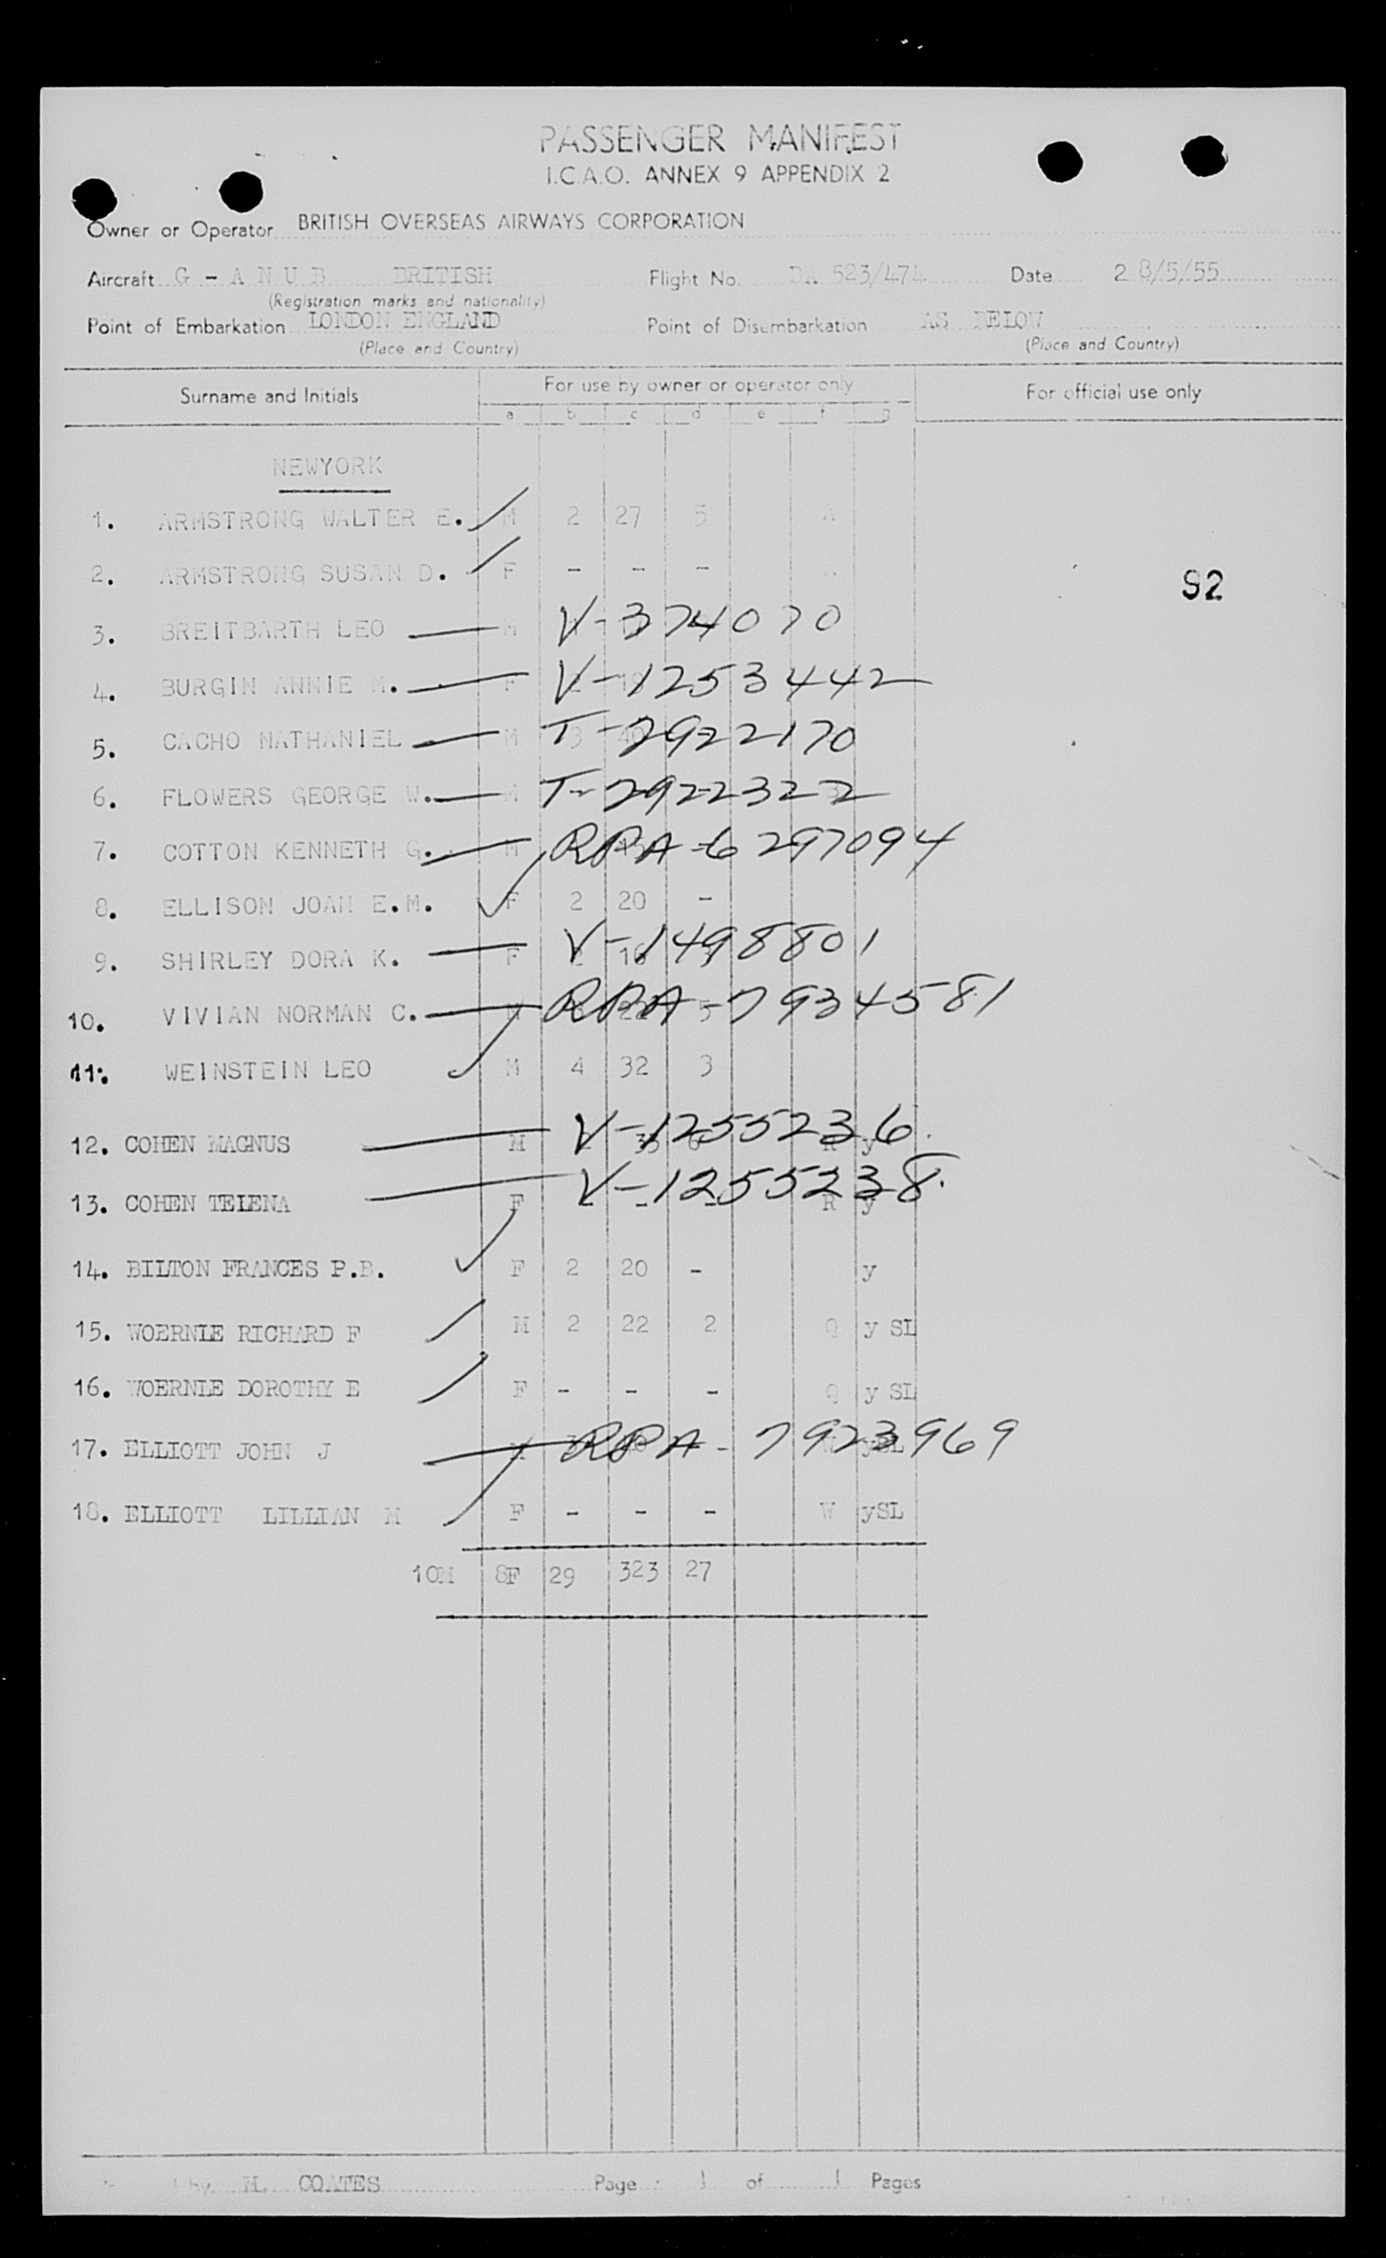 PASSENGER MANIFEST
I.C.A.O. ANNEX 9 APPENDIX 2
Owner or Operator BRITISH OVERSEAS AIRWAYS CORPORATION
Aircraft G - A N U B BRITISH Flight No. BA 523/474 Date 2 8/5/55
(Registration marks and nationality)
Point of Embarkation LONDON ENGLAND Point of Disembarkation AS BELOW
(Place and Country) (Place and Country)
Surname and Initials For use by owner or operator only For official use only
a b c d e f g
NEWYORK
1. ARMSTRONG WALTER E. M 2 27 5 A
2. ARMSTRONG SUSAN D. F - - -
92
3. BREITBARTH LEO M V-374070
4. BURGIN ANNIE M. F V-1253442
5. CACHO NATHANIEL M T-2922170
6. FLOWERS GEORGE W. M T-2922322
7. COTTON KENNETH G. M RPA-6297094
8. ELLISON JOAN E.M. F 2 20 -
9. SHIRLEY DORA K. F V-1498801
10. VIVIAN NORMAN C. M RPA-7934581
11. WEINSTEIN LEO M 4 32 3
12. COHEN MAGNUS M V-1255236. R y
13. COHEN TELENA F V-1255238. R y
14. BILTON FRANCES P.B. F 2 20 - y
15. WOERNLE RICHARD F M 2 22 2 Q y SL
16. WOERNLE DOROTHY E F - - - Q y SL
17. ELLIOTT JOHN J M RPA-7923969 ySL
18. ELLIOTT LILLIAN M F - - - W ySL
10M 8F 29 323 27
by H. COATES Page 1 of 1 Pages